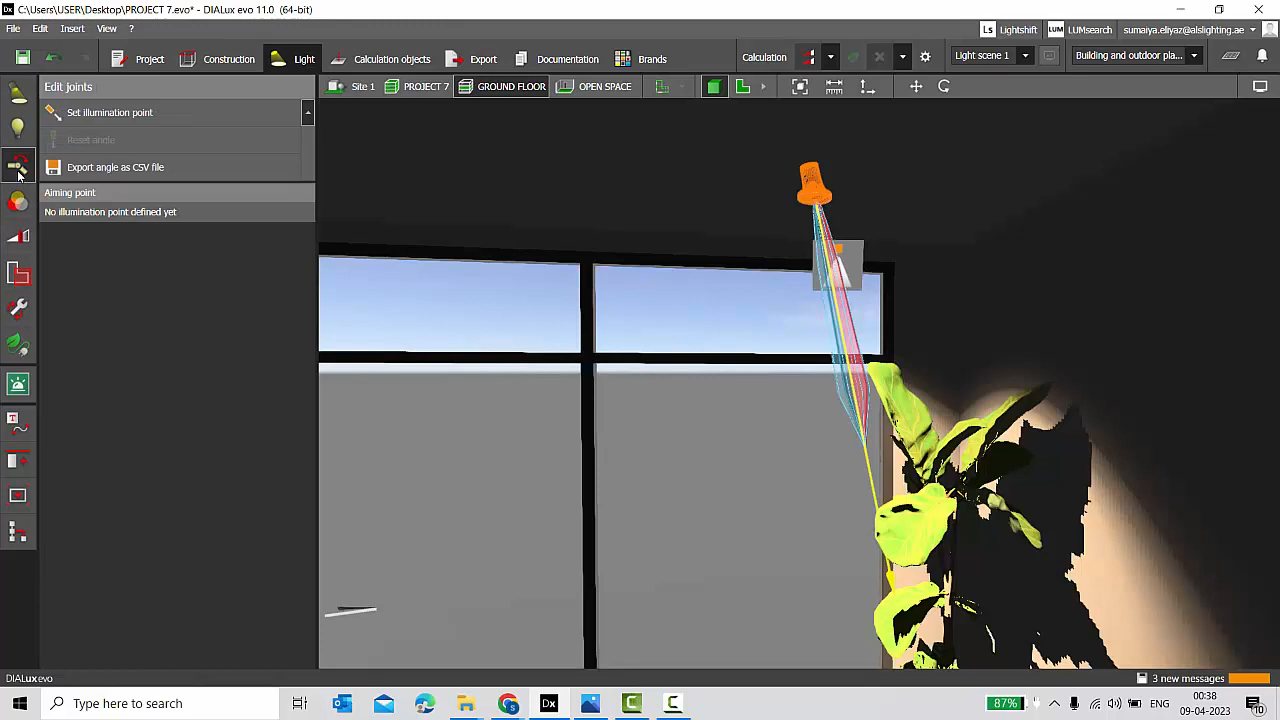 C:\Users\USER\Desktop\PROJECT 7.evo* - DIALux evo 11.0 (64-bit)
File Edit Insert View ?
Ls Lightshift LUM LUMsearch sumaiya.eliyaz@alslighting.ae
Project Construction Light Calculation objects Export Documentation Brands Calculation Light scene 1 Building and outdoor pla...
Edit joints
Site 1 PROJECT 7 GROUND FLOOR OPEN SPACE
Set illumination point
Reset angle
Export angle as CSV file
Aiming point
No illumination point defined yet
DIALux evo
3 new messages
Type here to search
Dx
87%
ENG
00:38
09-04-2023
10